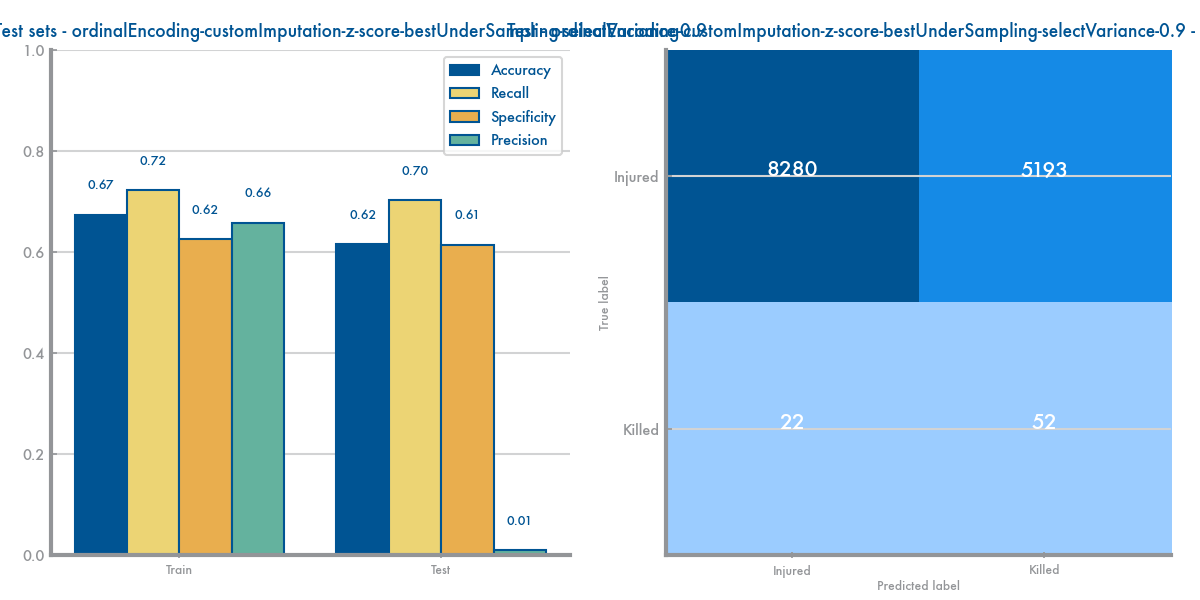 Test sets - ordinalEncoding-customImputation-z-score-bestUnderSampling-selectVariance-0.9
Test - ordinalEncoding-customImputation-z-score-bestUnderSampling-selectVariance-0.9 -
1.0
0.8
0.6
0.4
0.2
0.0
Accuracy
Recall
Specificity
Precision
0.67
0.72
0.62
0.66
0.62
0.70
0.61
0.01
Train
Test
True label
Injured
Killed
8280
5193
22
52
Injured
Killed
Predicted label